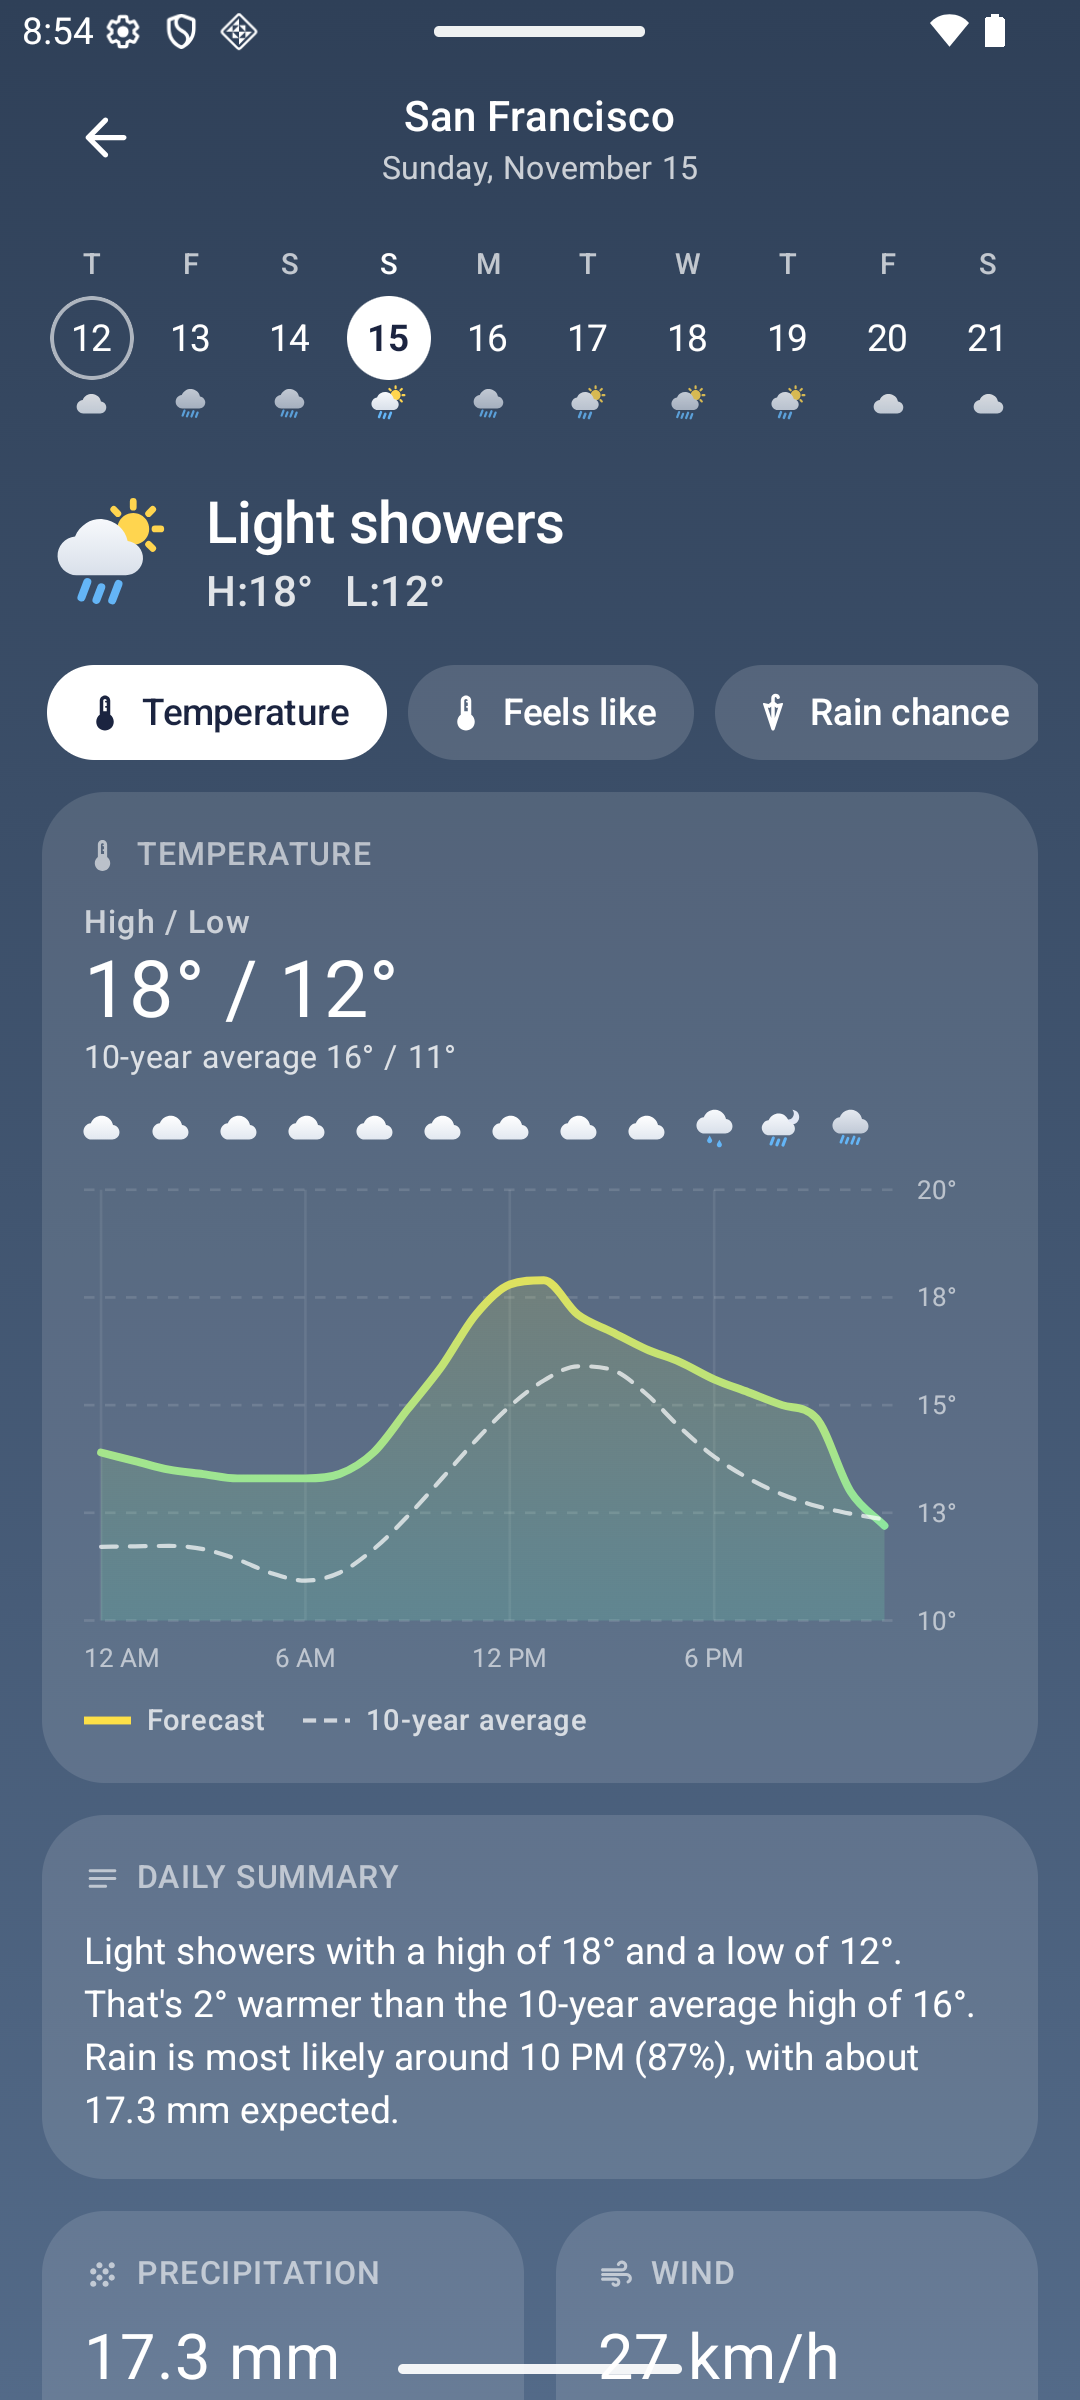 8:54
San Francisco
Sunday, November 15
T F S S M T W T F S
12 13 14 15 16 17 18 19 20 21
Light showers
H:18° L:12°
Temperature Feels like Rain chance
TEMPERATURE
High / Low
18° / 12°
10-year average 16° / 11°
20°
18°
15°
13°
10°
12 AM 6 AM 12 PM 6 PM
Forecast 10-year average
DAILY SUMMARY
Light showers with a high of 18° and a low of 12°.
That's 2° warmer than the 10-year average high of 16°.
Rain is most likely around 10 PM (87%), with about
17.3 mm expected.
PRECIPITATION WIND
17.3 mm 27 km/h